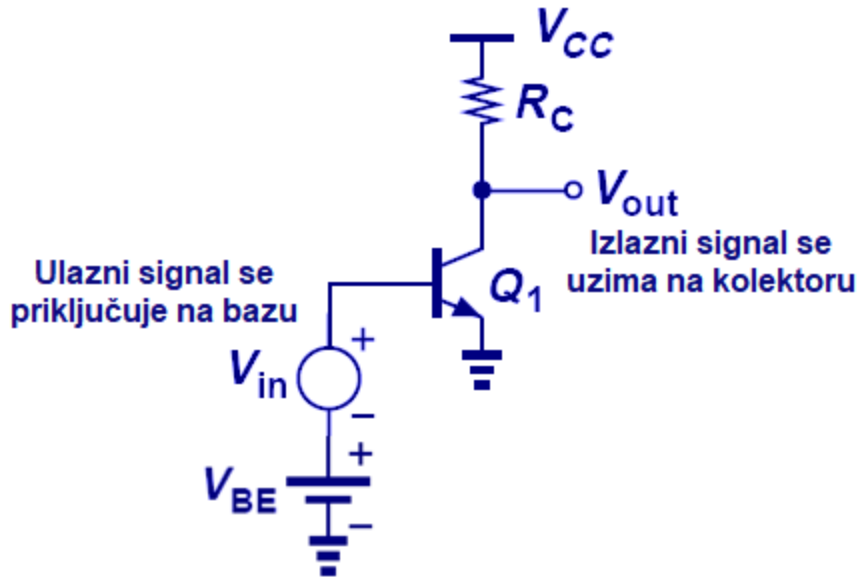 VCC
RC
Vout
Izlazni signal se
uzima na kolektoru
Ulazni signal se
priključuje na bazu
Q1
+
Vin
−
+
VBE
−